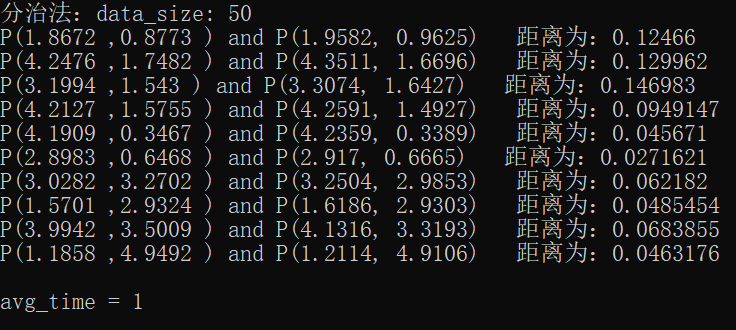 分治法：data_size: 50
P(1.8672 ,0.8773 ) and P(1.9582, 0.9625)   距离为：0.12466
P(4.2476 ,1.7482 ) and P(4.3511, 1.6696)   距离为：0.129962
P(3.1994 ,1.543 ) and P(3.3074, 1.6427)   距离为：0.146983
P(4.2127 ,1.5755 ) and P(4.2591, 1.4927)   距离为：0.0949147
P(4.1909 ,0.3467 ) and P(4.2359, 0.3389)   距离为：0.045671
P(2.8983 ,0.6468 ) and P(2.917, 0.6665)   距离为：0.0271621
P(3.0282 ,3.2702 ) and P(3.2504, 2.9853)   距离为：0.062182
P(1.5701 ,2.9324 ) and P(1.6186, 2.9303)   距离为：0.0485454
P(3.9942 ,3.5009 ) and P(4.1316, 3.3193)   距离为：0.0683855
P(1.1858 ,4.9492 ) and P(1.2114, 4.9106)   距离为：0.0463176
avg_time = 1